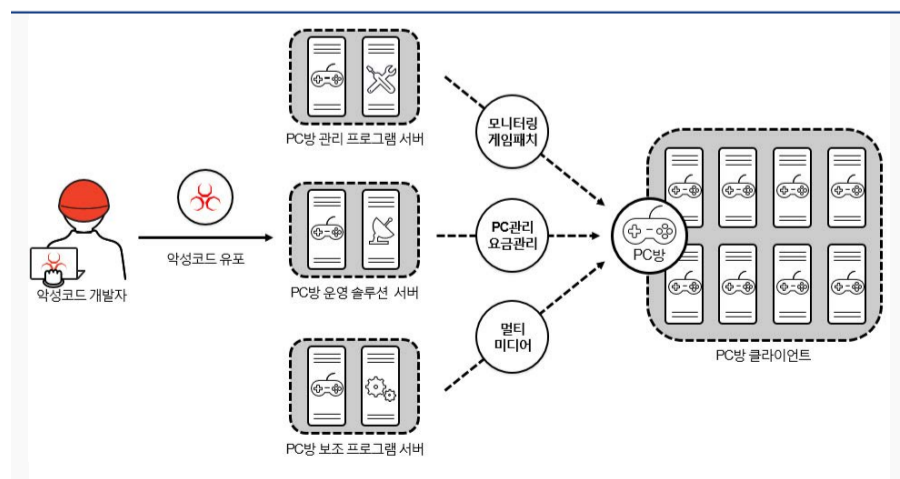 PC방 관리 프로그램 서버
모니터링
게임패치
악성코드 유포
악성코드 개발자
PC방 운영 솔루션 서버
PC관리
요금관리
PC방
멀티
미디어
PC방 클라이언트
PC방 보조 프로그램 서버